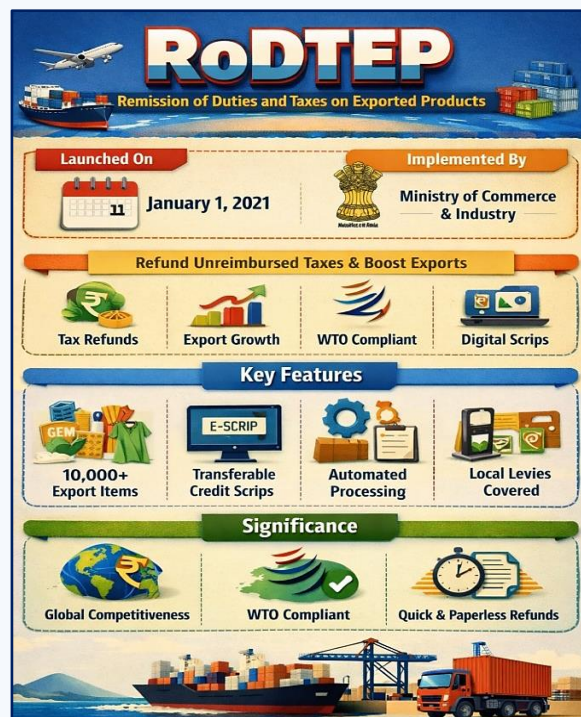 RoDTEP
Remission of Duties and Taxes on Exported Products
Launched On
Implemented By
11
January 1, 2021
Ministry of Commerce
& Industry
Refund Unreimbursed Taxes & Boost Exports
₹
Tax Refunds
Export Growth
WTO Compliant
Digital Scrips
Key Features
GEM
E-SCRIP
10,000+
Export Items
Transferable
Credit Scrips
Automated
Processing
Local Levies
Covered
Significance
₹
Global Competitiveness
WTO Compliant
Quick & Paperless Refunds